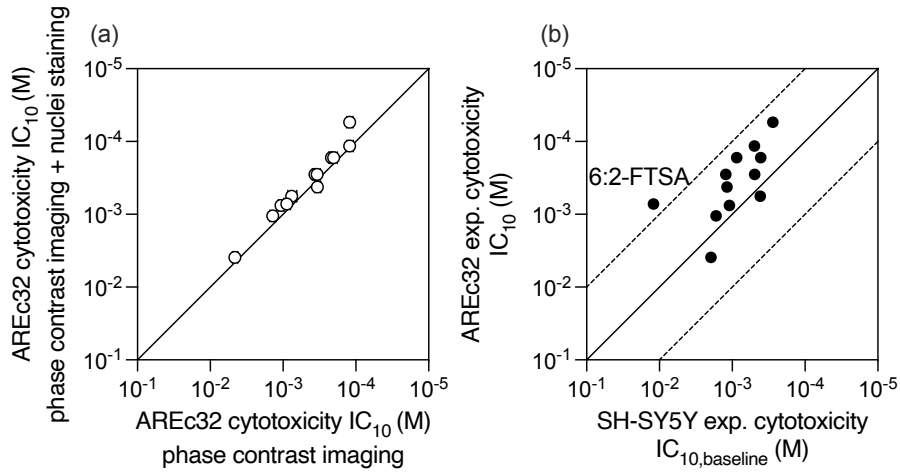 (a)
AREc32 cytotoxicity IC10 (M)
phase contrast imaging + nuclei staining
10-5
10-4
10-3
10-2
10-1
10-1 10-2 10-3 10-4 10-5
AREc32 cytotoxicity IC10 (M)
phase contrast imaging
(b)
AREc32 exp. cytotoxicity
IC10 (M)
10-5
10-4
10-3
10-2
10-1
6:2-FTSA
10-1 10-2 10-3 10-4 10-5
SH-SY5Y exp. cytotoxicity
IC10,baseline (M)